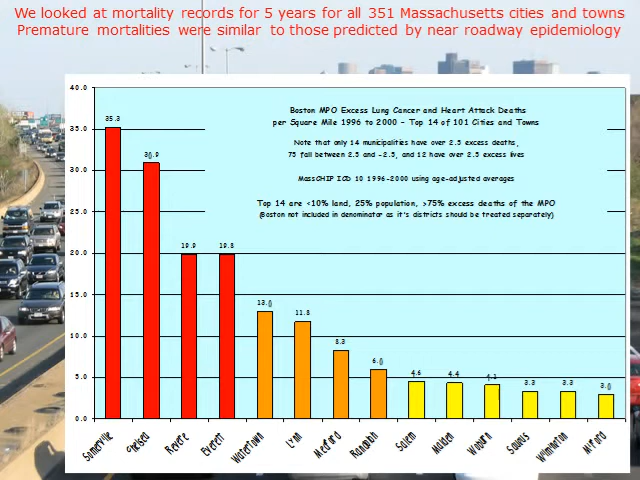 We looked at mortality records for 5 years for all 351 Massachusetts cities and towns
Premature mortalities were similar to those predicted by near roadway epidemiology
Boston MPO Excess Lung Cancer and Heart Attack Deaths
per Square Mile 1996 to 2000 - Top 14 of 101 Cities and Towns
Note that only 14 municipalities have over 2.5 excess deaths,
75 fall between 2.5 and -2.5, and 12 have over 2.5 excess lives
MassCHIP ICD 10 1996-2000 using age-adjusted averages
Top 14 are <10% land, 25% population, >75% excess deaths of the MPO
(Boston not included in denominator as it's districts should be treated separately)
40.0
35.0
30.0
25.0
20.0
15.0
10.0
5.0
0.0
35.3
30.9
19.9
19.8
13.0
11.8
8.3
6.0
4.6
4.4
4.1
3.3
3.3
3.0
Somerville
Chelsea
Revere
Everett
Watertown
Lynn
Medford
Randolph
Salem
Malden
Woburn
Saugus
Wilmington
Milford